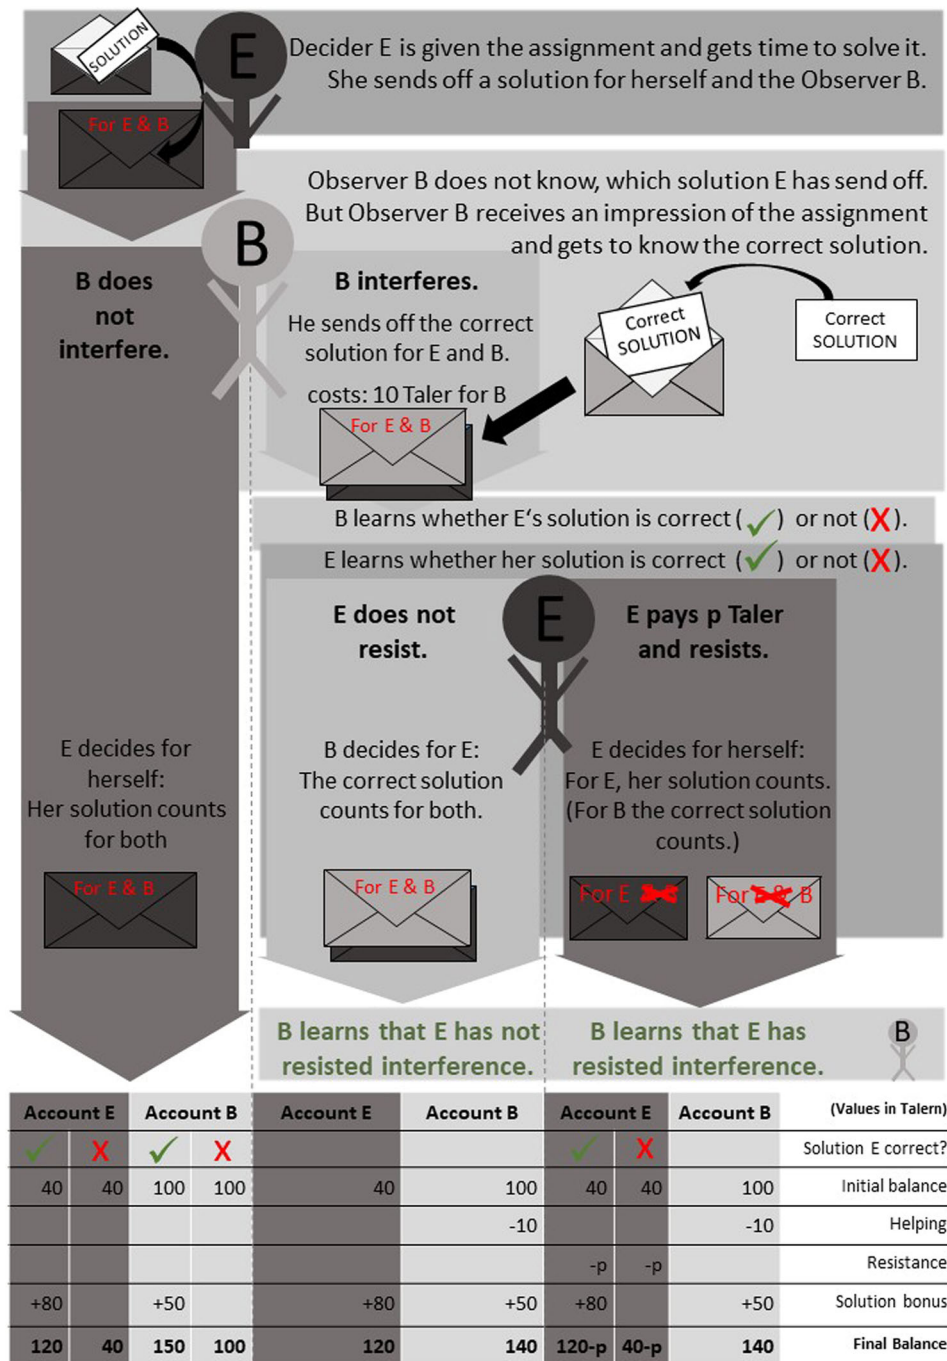 SOLUTION
E
Decider E is given the assignment and gets time to solve it.
She sends off a solution for herself and the Observer B.
For E & B
Observer B does not know, which solution E has send off.
But Observer B receives an impression of the assignment
and gets to know the correct solution.
B
B does
not
interfere.
B interferes.
He sends off the correct
solution for E and B.
costs: 10 Taler for B
For E & B
Correct
SOLUTION
Correct
SOLUTION
B learns whether E's solution is correct (✓) or not (X).
E learns whether her solution is correct (✓) or not (X).
E does not
resist.
E
E pays p Taler
and resists.
E decides for
herself:
Her solution counts
for both
For E & B
B decides for E:
The correct solution
counts for both.
For E & B
E decides for herself:
For E, her solution counts.
(For B the correct solution
counts.)
For E & B
For E & B
B learns that E has not
resisted interference.
B learns that E has
resisted interference.
B
Account E Account B Account E Account B Account E Account B (Values in Talern)
✓ X ✓ X ✓ X Solution E correct?
40 40 100 100 40 100 40 40 100 Initial balance
-10 -10 Helping
-p -p Resistance
+80 +50 +80 +50 +80 +50 Solution bonus
120 40 150 100 120 140 120-p 40-p 140 Final Balance